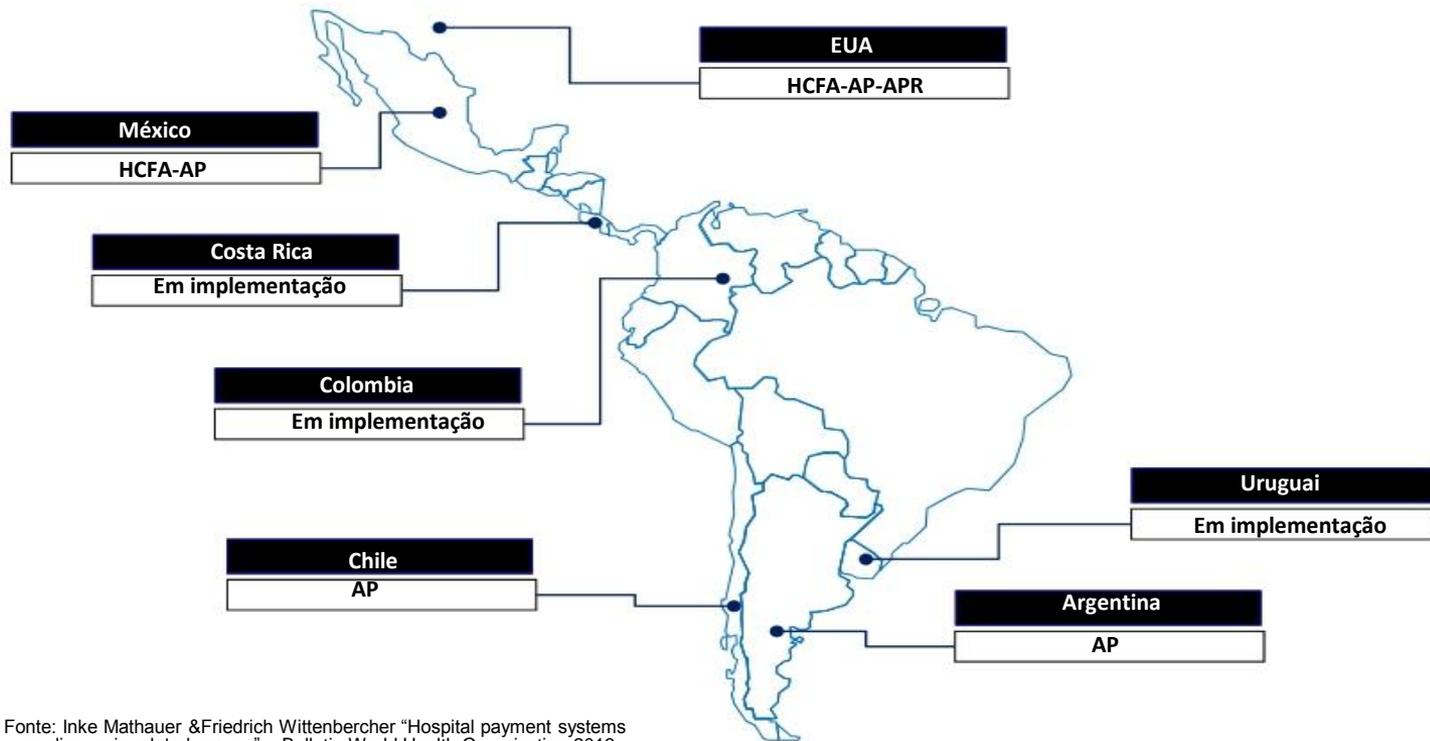 EUA
HCFA-AP-APR
México
HCFA-AP
Costa Rica
Em implementação
Colombia
Em implementação
Uruguai
Em implementação
Chile
AP
Argentina
AP
Fonte: Inke Mathauer &Friedrich Wittenbercher “Hospital payment systems